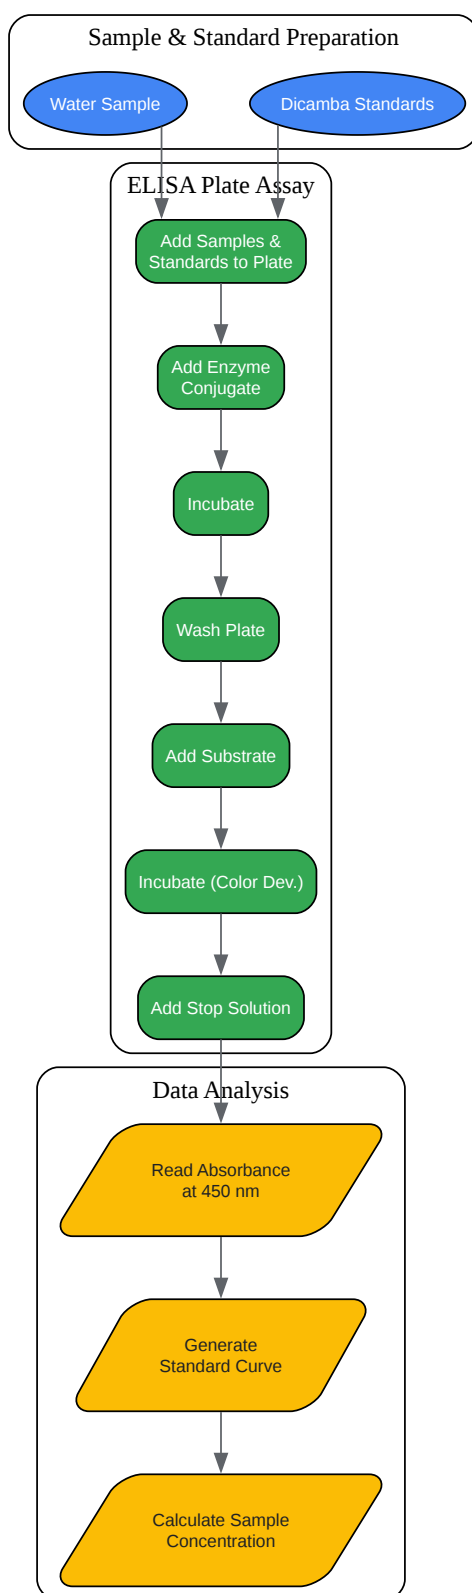 Sample & Standard Preparation
Water Sample
Dicamba Standards
ELISA Plate Assay
Add Samples &
Standards to Plate
Add Enzyme
Conjugate
Incubate
Wash Plate
Add Substrate
Incubate (Color Dev.)
Add Stop Solution
Data Analysis
Read Absorbance
at 450 nm
Generate
Standard Curve
Calculate Sample
Concentration